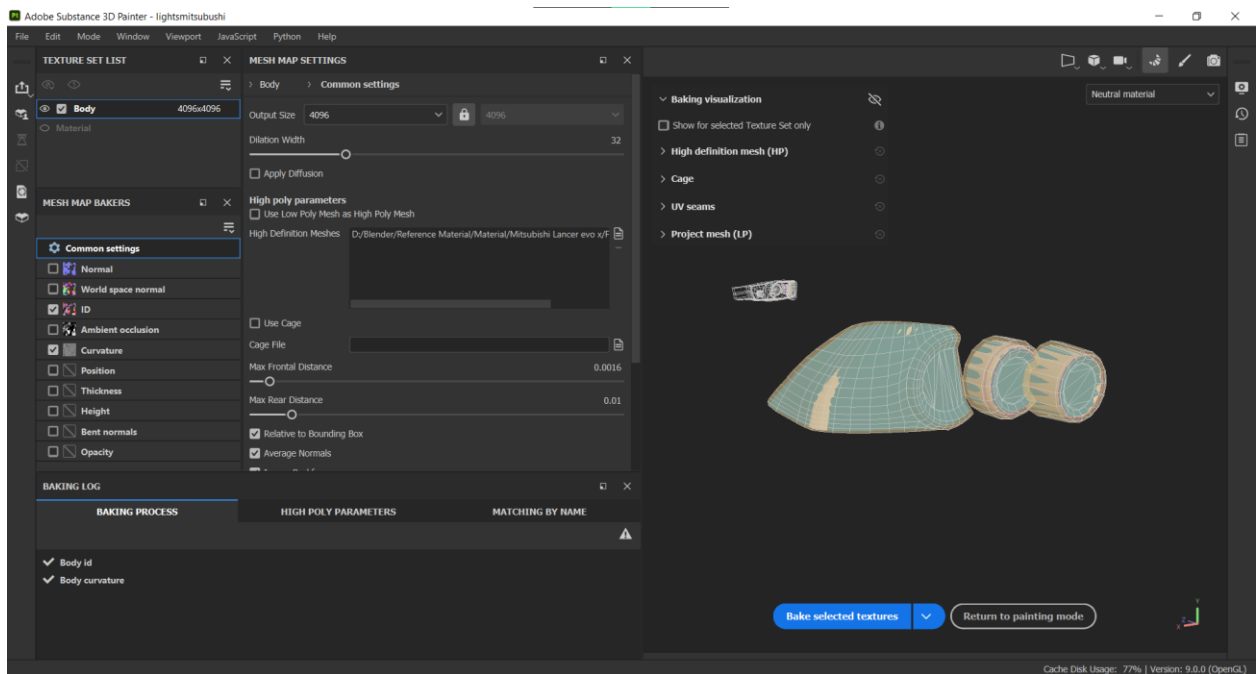 Adobe Substance 3D Painter - lightsmitsubushi
File Edit Mode Window Viewport JavaScript Python Help
TEXTURE SET LIST
Body 4096x4096
Material
MESH MAP BAKERS
Common settings
Normal
World space normal
ID
Ambient occlusion
Curvature
Position
Thickness
Height
Bent normals
Opacity
MESH MAP SETTINGS
> Body > Common settings
Output Size 4096 4096
Dilation Width 32
Apply Diffusion
High poly parameters
Use Low Poly Mesh as High Poly Mesh
High Definition Meshes D:/Blender/Reference Material/Material/Mitsubishi Lancer evo x/F
Use Cage
Cage File
Max Frontal Distance 0.0016
Max Rear Distance 0.01
Relative to Bounding Box
Average Normals
BAKING LOG
BAKING PROCESS HIGH POLY PARAMETERS MATCHING BY NAME
Body id
Body curvature
Neutral material
Baking visualization
Show for selected Texture Set only
High definition mesh (HP)
Cage
UV seams
Project mesh (LP)
Bake selected textures
Return to painting mode
Y
Z
X
Cache Disk Usage: 77% | Version: 9.0.0 (OpenGL)